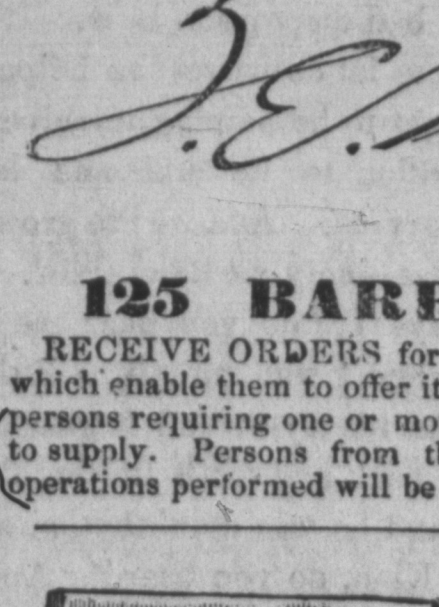 J. E.
125 BAR
RECEIVE ORDERS for
which enable them to offer it
persons requiring one or mo
to supply. Persons from th
operations performed will be